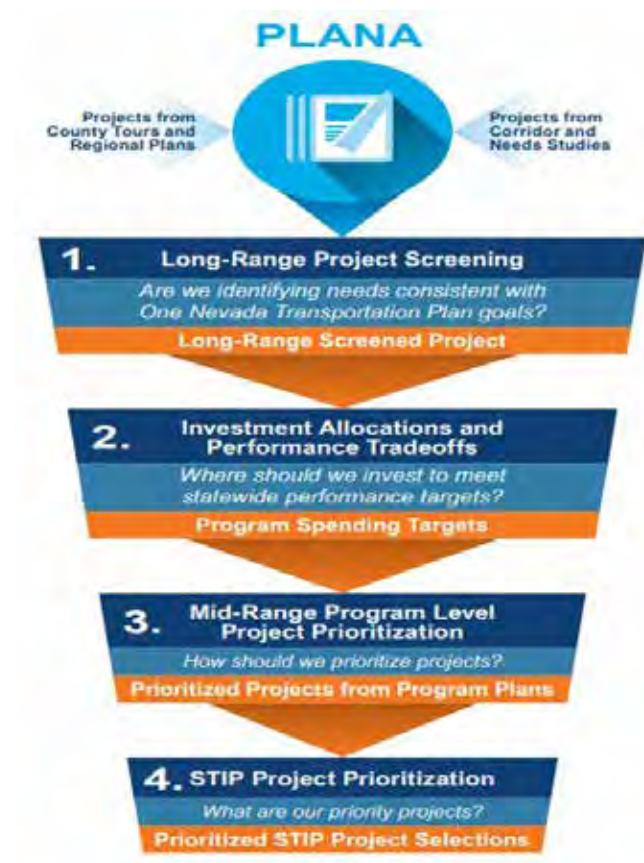 PLANA
Projects from
County Tours and
Regional Plans
Projects from
Corridor and
Needs Studies
1. Long-Range Project Screening
Are we identifying needs consistent with
One Nevada Transportation Plan goals?
Long-Range Screened Project
2. Investment Allocations and
Performance Tradeoffs
Where should we invest to meet
statewide performance targets?
Program Spending Targets
3. Mid-Range Program Level
Project Prioritization
How should we prioritize projects?
Prioritized Projects from Program Plans
4. STIP Project Prioritization
What are our priority projects?
Prioritized STIP Project Selections